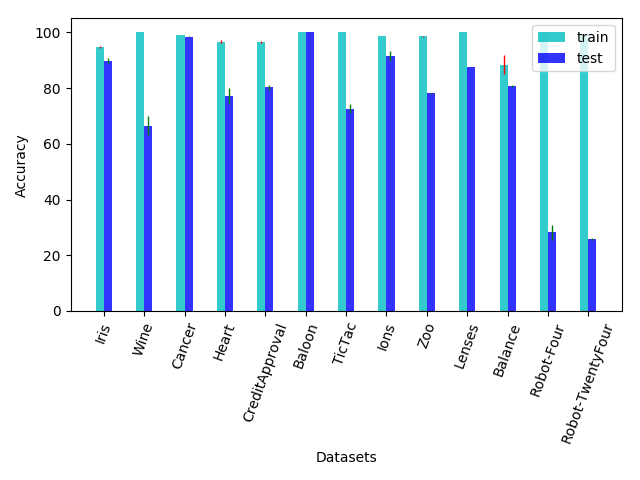 train
test
100
80
60
40
20
0
Accuracy
Iris
Wine
Cancer
Heart
CreditApproval
Baloon
TicTac
Ions
Zoo
Lenses
Balance
Robot-Four
Robot-TwentyFour
Datasets